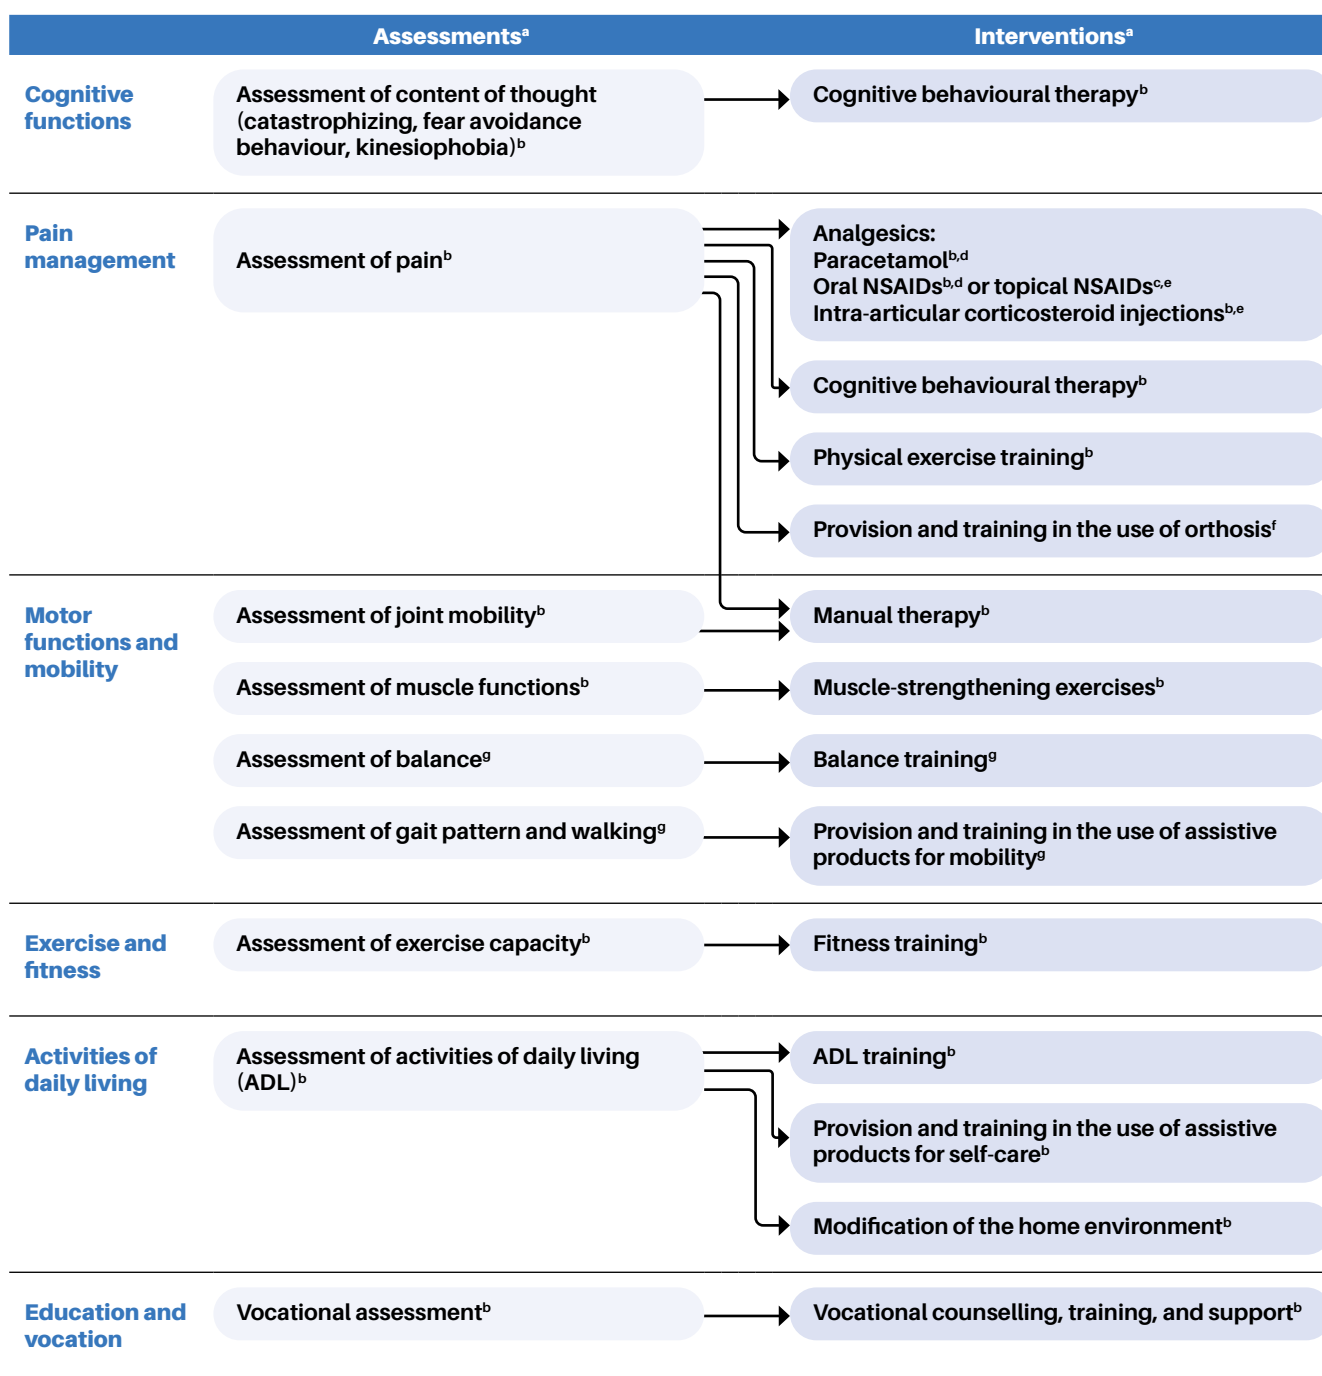 Assessmentsᵃ
Interventionsᵃ
Cognitive
functions
Assessment of content of thought
(catastrophizing, fear avoidance
behaviour, kinesiophobia)ᵇ
Cognitive behavioural therapyᵇ
Pain
management
Assessment of painᵇ
Analgesics:
Paracetamolᵇ,ᵈ
Oral NSAIDsᵇ,ᵈ or topical NSAIDsᶜ,ᵉ
Intra-articular corticosteroid injectionsᵇ,ᵉ
Cognitive behavioural therapyᵇ
Physical exercise trainingᵇ
Provision and training in the use of orthosisᶠ
Motor
functions and
mobility
Assessment of joint mobilityᵇ
Manual therapyᵇ
Assessment of muscle functionsᵇ
Muscle-strengthening exercisesᵇ
Assessment of balanceᵍ
Balance trainingᵍ
Assessment of gait pattern and walkingᵍ
Provision and training in the use of assistive
products for mobilityᵍ
Exercise and
fitness
Assessment of exercise capacityᵇ
Fitness trainingᵇ
Activities of
daily living
Assessment of activities of daily living
(ADL)ᵇ
ADL trainingᵇ
Provision and training in the use of assistive
products for self-careᵇ
Modification of the home environmentᵇ
Education and
vocation
Vocational assessmentᵇ
Vocational counselling, training, and supportᵇ